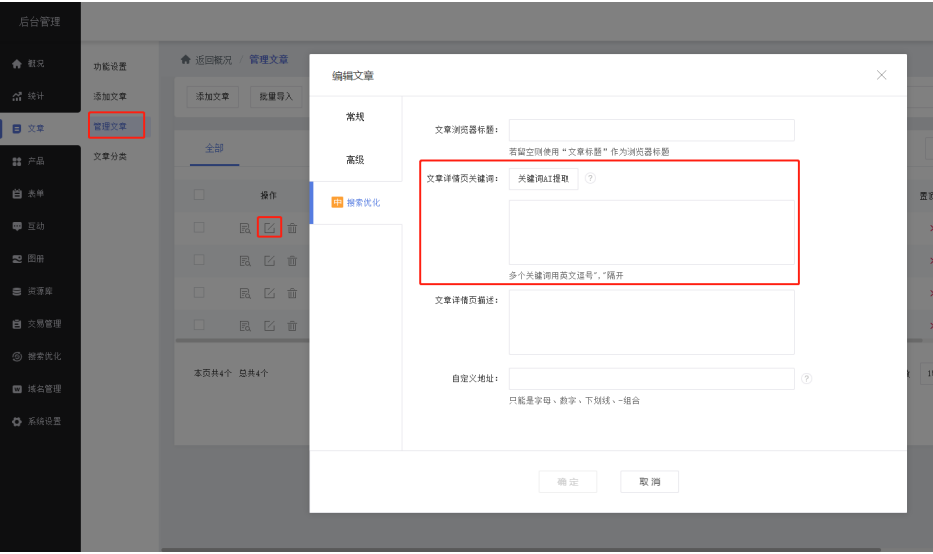 后台管理
概况
统计
文章
产品
表单
互动
图册
资源库
交易管理
搜索优化
域名管理
系统设置
功能设置
添加文章
管理文章
文章分类
返回概况 / 管理文章
添加文章 批量导入
全部
操作
本页共4个 总共4个
编辑文章
常规
高级
搜索优化
文章浏览器标题：
若留空则使用“文章标题”作为浏览器标题
文章详情页关键词： 关键词AI提取 ?
多个关键词用英文逗号","隔开
文章详情页描述：
自定义地址： ?
只能是字母、数字、下划线、-组合
确定 取消